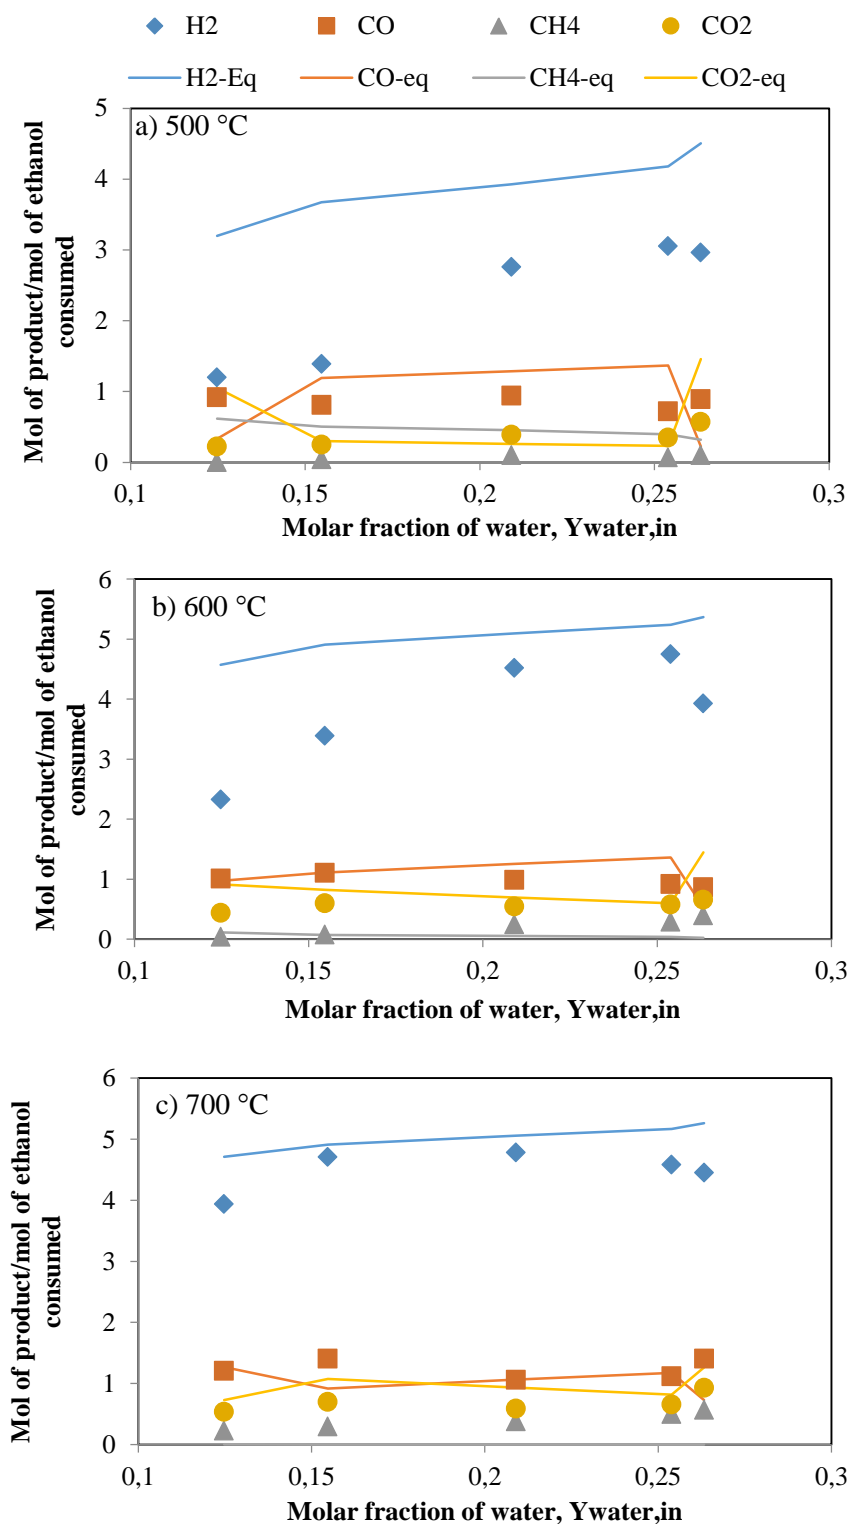 H2 CO CH4 CO2
H2-Eq CO-eq CH4-eq CO2-eq
a) 500 °C
Mol of product/mol of ethanol
consumed
5
4
3
2
1
0
0,1 0,15 0,2 0,25 0,3
Molar fraction of water, Ywater,in
b) 600 °C
Mol of product/mol of ethanol
consumed
6
5
4
3
2
1
0
0,1 0,15 0,2 0,25 0,3
Molar fraction of water, Ywater,in
c) 700 °C
Mol of product/mol of ethanol
consumed
6
5
4
3
2
1
0
0,1 0,15 0,2 0,25 0,3
Molar fraction of water, Ywater,in